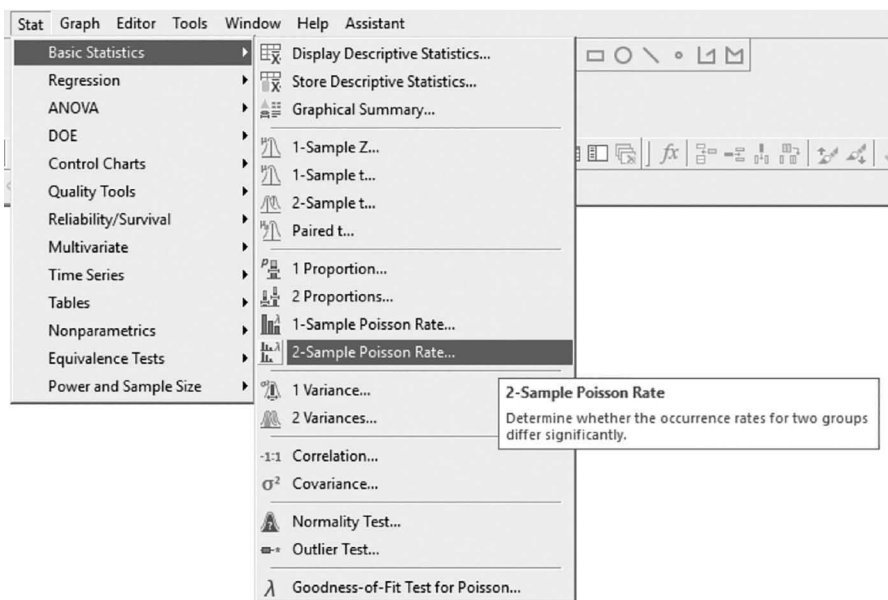 Stat Graph Editor Tools Window Help Assistant
Basic Statistics
Regression
ANOVA
DOE
Control Charts
Quality Tools
Reliability/Survival
Multivariate
Time Series
Tables
Nonparametrics
Equivalence Tests
Power and Sample Size
Display Descriptive Statistics...
Store Descriptive Statistics...
Graphical Summary...
1-Sample Z...
1-Sample t...
2-Sample t...
Paired t...
1 Proportion...
2 Proportions...
1-Sample Poisson Rate...
2-Sample Poisson Rate...
1 Variance...
2 Variances...
-1:1 Correlation...
σ² Covariance...
Normality Test...
Outlier Test...
λ Goodness-of-Fit Test for Poisson...
2-Sample Poisson Rate
Determine whether the occurrence rates for two groups
differ significantly.
fx